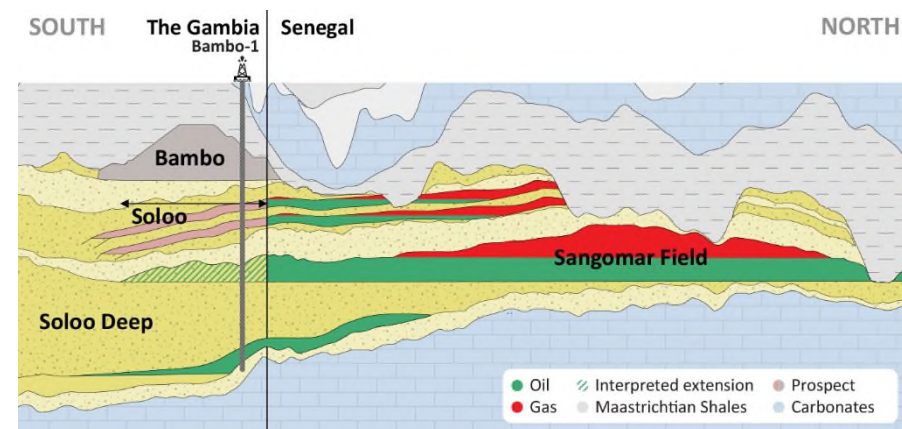 SOUTH
The Gambia
Senegal
NORTH
Bambo-1
Bambo
Soloo
Sangomar Field
Soloo Deep
Oil
Interpreted extension
Prospect
Gas
Maastrichtian Shales
Carbonates